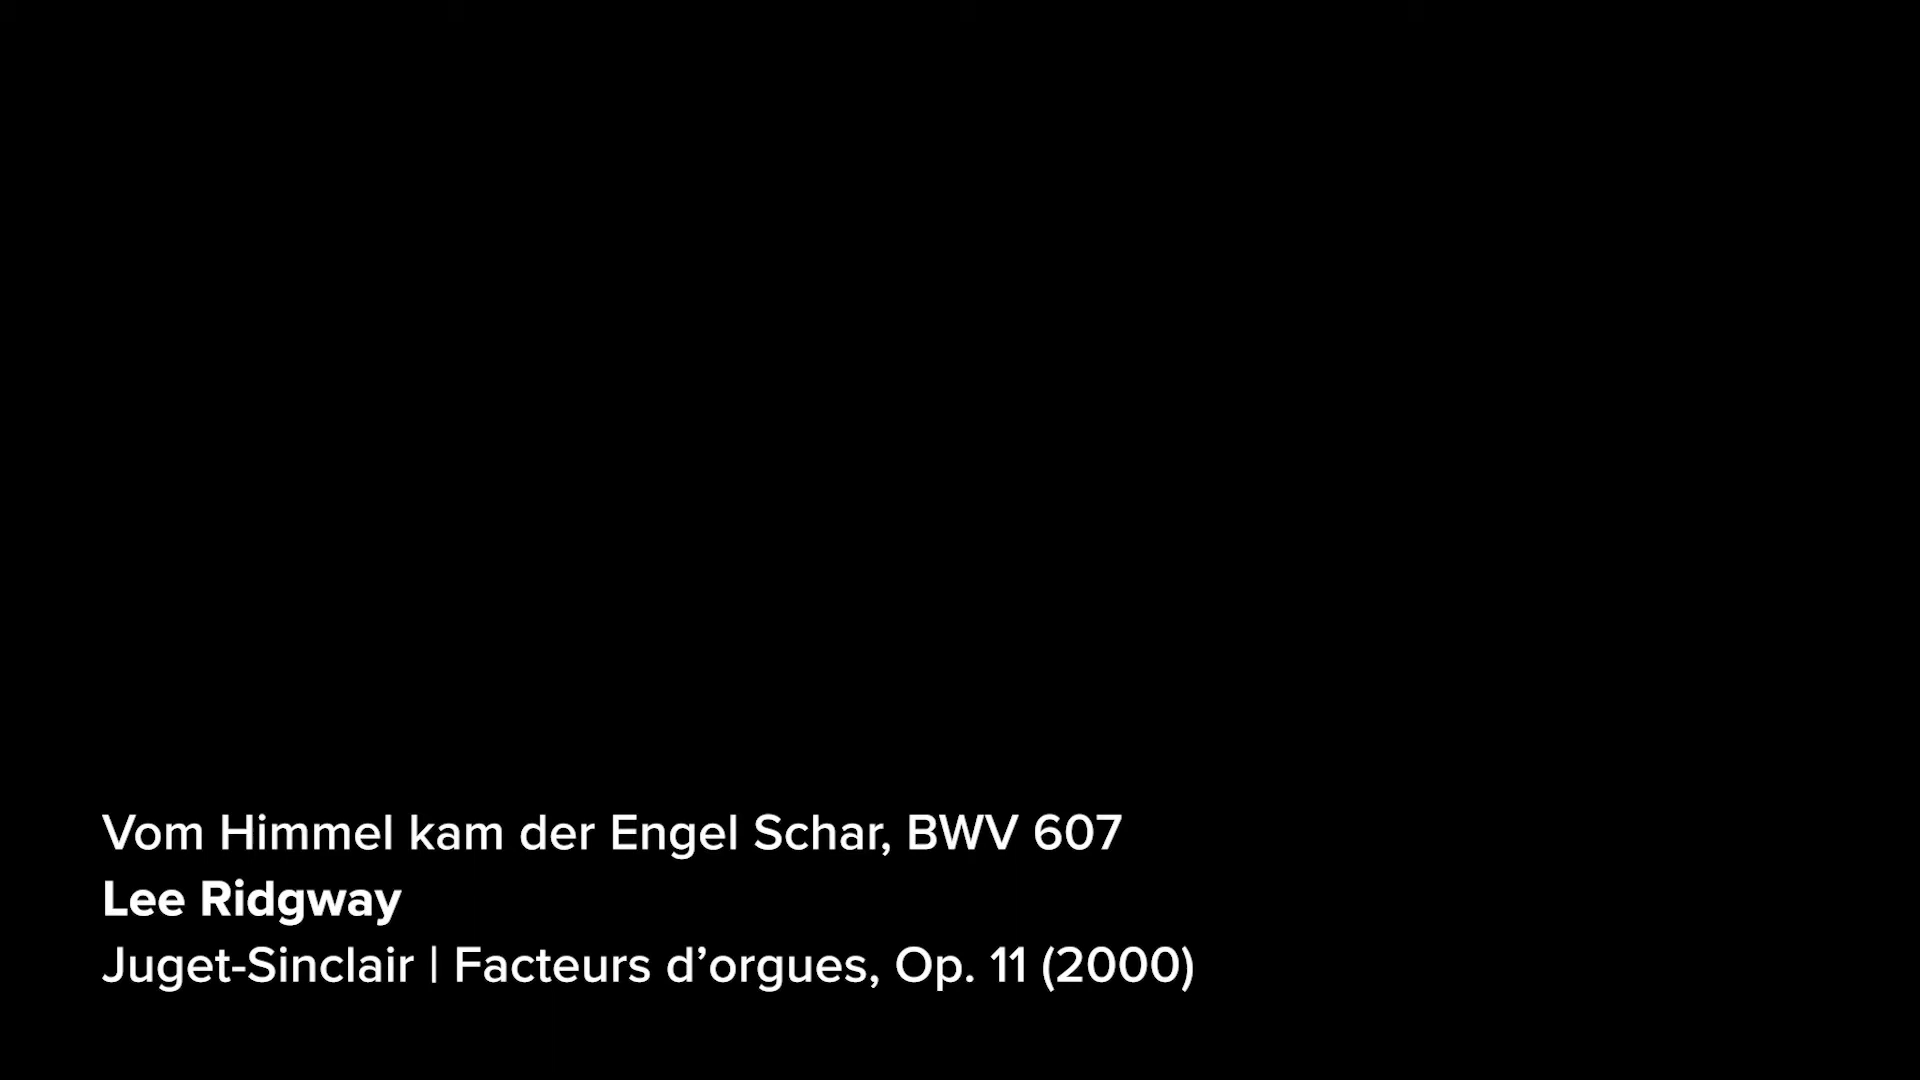 Vom Himmel kam der Engel Schar, BWV 607
Lee Ridgway
Juget-Sinclair | Facteurs d’orgues, Op. 11 (2000)